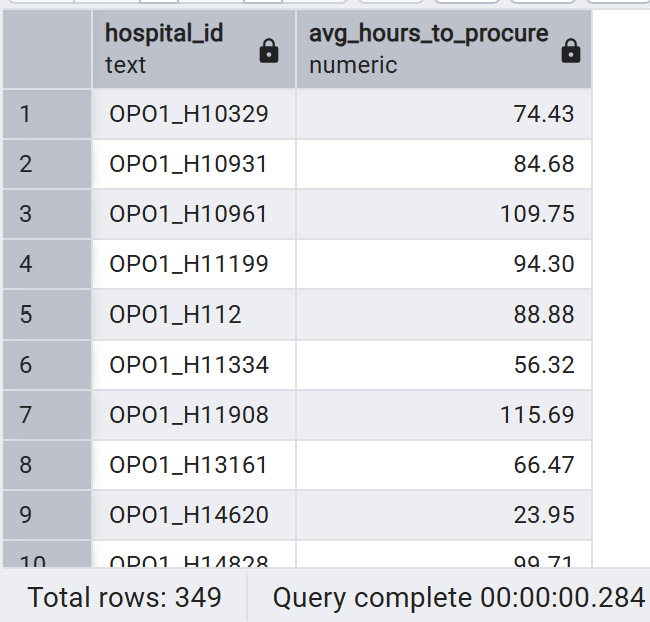 hospital_id avg_hours_to_procure
text numeric
1 OPO1_H10329 74.43
2 OPO1_H10931 84.68
3 OPO1_H10961 109.75
4 OPO1_H11199 94.30
5 OPO1_H112 88.88
6 OPO1_H11334 56.32
7 OPO1_H11908 115.69
8 OPO1_H13161 66.47
9 OPO1_H14620 23.95
10 OPO1_H14828 99.71
Total rows: 349 Query complete 00:00:00.284